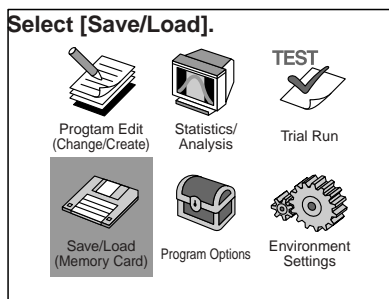 Select [Save/Load].
TEST
Progtam Edit
(Change/Create)
Statistics/
Analysis
Trial Run
Save/Load
(Memory Card)
Program Options
Environment
Settings